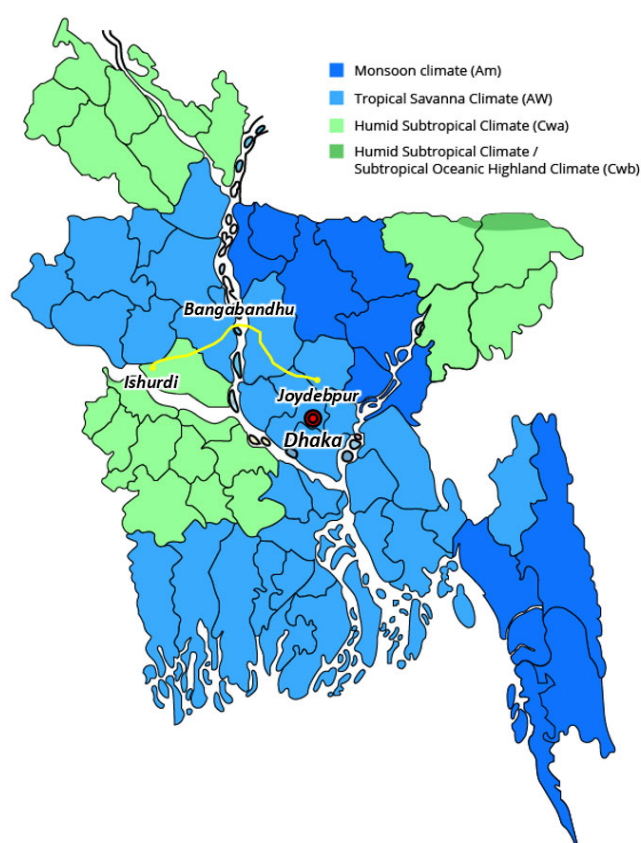 Monsoon climate (Am)
Tropical Savanna Climate (AW)
Humid Subtropical Climate (Cwa)
Humid Subtropical Climate /
Subtropical Oceanic Highland Climate (Cwb)
Bangabandhu
Ishurdi
Joydebpur
Dhaka